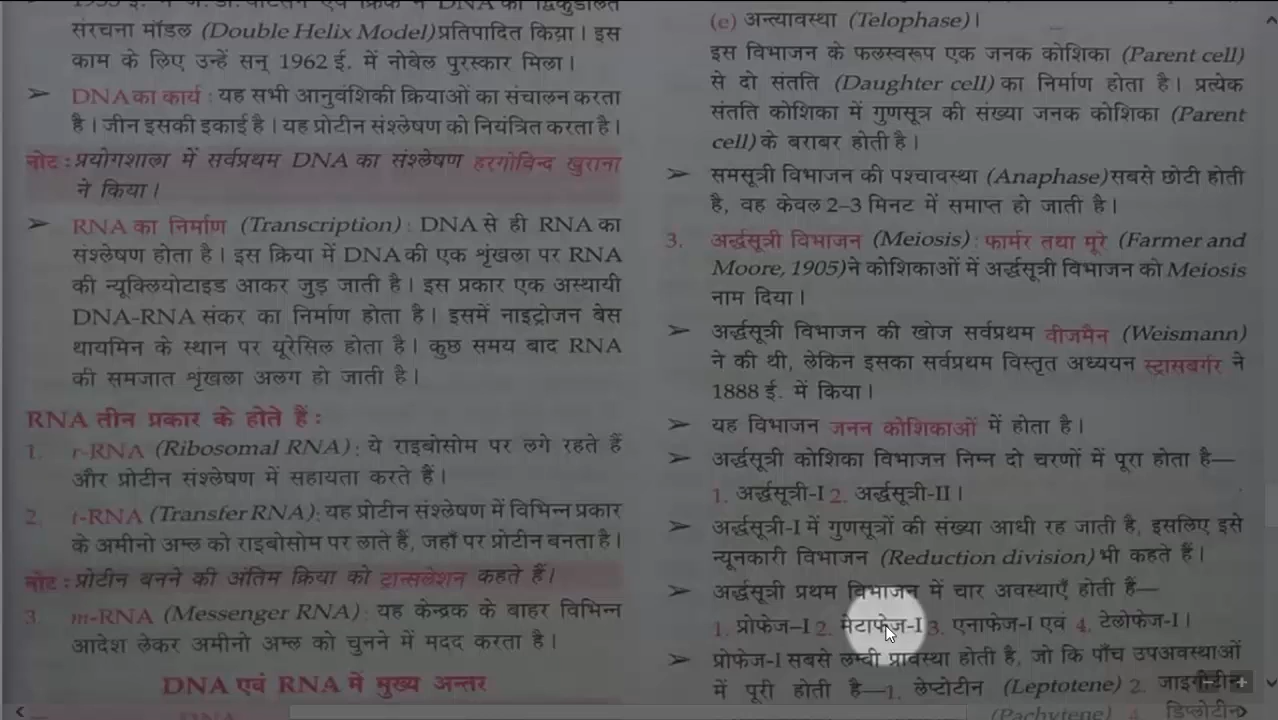 1953 ई. में जे. डी. वाटसन एवं क्रिक ने DNA की द्विकुंडलित
संरचना मॉडल (Double Helix Model) प्रतिपादित किया। इस
काम के लिए उन्हें सन् 1962 ई. में नोबेल पुरस्कार मिला।
➢ DNA का कार्य : यह सभी आनुवंशिकी क्रियाओं का संचालन करता
है। जीन इसकी इकाई है। यह प्रोटीन संश्लेषण को नियंत्रित करता है।
नोट : प्रयोगशाला में सर्वप्रथम DNA का संश्लेषण हरगोविन्द खुराना
ने किया।
➢ RNA का निर्माण (Transcription) : DNA से ही RNA का
संश्लेषण होता है। इस क्रिया में DNA की एक शृंखला पर RNA
की न्यूक्लियोटाइड आकर जुड़ जाती है। इस प्रकार एक अस्थायी
DNA-RNA संकर का निर्माण होता है। इसमें नाइट्रोजन बेस
थायमिन के स्थान पर यूरेसिल होता है। कुछ समय बाद RNA
की समजात शृंखला अलग हो जाती है।
RNA तीन प्रकार के होते हैं :
1. r-RNA (Ribosomal RNA) : ये राइबोसोम पर लगे रहते हैं
और प्रोटीन संश्लेषण में सहायता करते हैं।
2. t-RNA (Transfer RNA) : यह प्रोटीन संश्लेषण में विभिन्न प्रकार
के अमीनो अम्ल को राइबोसोम पर लाते हैं, जहाँ पर प्रोटीन बनता है।
नोट : प्रोटीन बनने की अंतिम क्रिया को ट्रान्सलेशन कहते हैं।
3. m-RNA (Messenger RNA) : यह केन्द्रक के बाहर विभिन्न
आदेश लेकर अमीनो अम्ल को चुनने में मदद करता है।
DNA एवं RNA में मुख्य अन्तर
DNA
(e) अन्त्यावस्था (Telophase)।
इस विभाजन के फलस्वरूप एक जनक कोशिका (Parent cell)
से दो संतति (Daughter cell) का निर्माण होता है। प्रत्येक
संतति कोशिका में गुणसूत्र की संख्या जनक कोशिका (Parent
cell) के बराबर होती है।
➢ समसूत्री विभाजन की पश्चावस्था (Anaphase) सबसे छोटी होती
है, वह केवल 2–3 मिनट में समाप्त हो जाती है।
3. अर्द्धसूत्री विभाजन (Meiosis) : फार्मर तथा मूरे (Farmer and
Moore, 1905) ने कोशिकाओं में अर्द्धसूत्री विभाजन को Meiosis
नाम दिया।
➢ अर्द्धसूत्री विभाजन की खोज सर्वप्रथम वीजमैन (Weismann)
ने की थी, लेकिन इसका सर्वप्रथम विस्तृत अध्ययन स्ट्रासबर्गर ने
1888 ई. में किया।
➢ यह विभाजन जनन कोशिकाओं में होता है।
➢ अर्द्धसूत्री कोशिका विभाजन निम्न दो चरणों में पूरा होता है—
1. अर्द्धसूत्री-I 2. अर्द्धसूत्री-II।
➢ अर्द्धसूत्री-I में गुणसूत्रों की संख्या आधी रह जाती है, इसलिए इसे
न्यूनकारी विभाजन (Reduction division) भी कहते हैं।
➢ अर्द्धसूत्री प्रथम विभाजन में चार अवस्थाएँ होती हैं—
1. प्रोफेज–I 2. मेटाफेज-I 3. एनाफेज-I एवं 4. टेलोफेज-I।
➢ प्रोफेज-I सबसे लम्बी प्रावस्था होती है, जो कि पाँच उपअवस्थाओं
में पूरी होती है—1. लेप्टोटीन (Leptotene) 2. जाइगोटीन
(Pachytene) 4. डिप्लोटीन